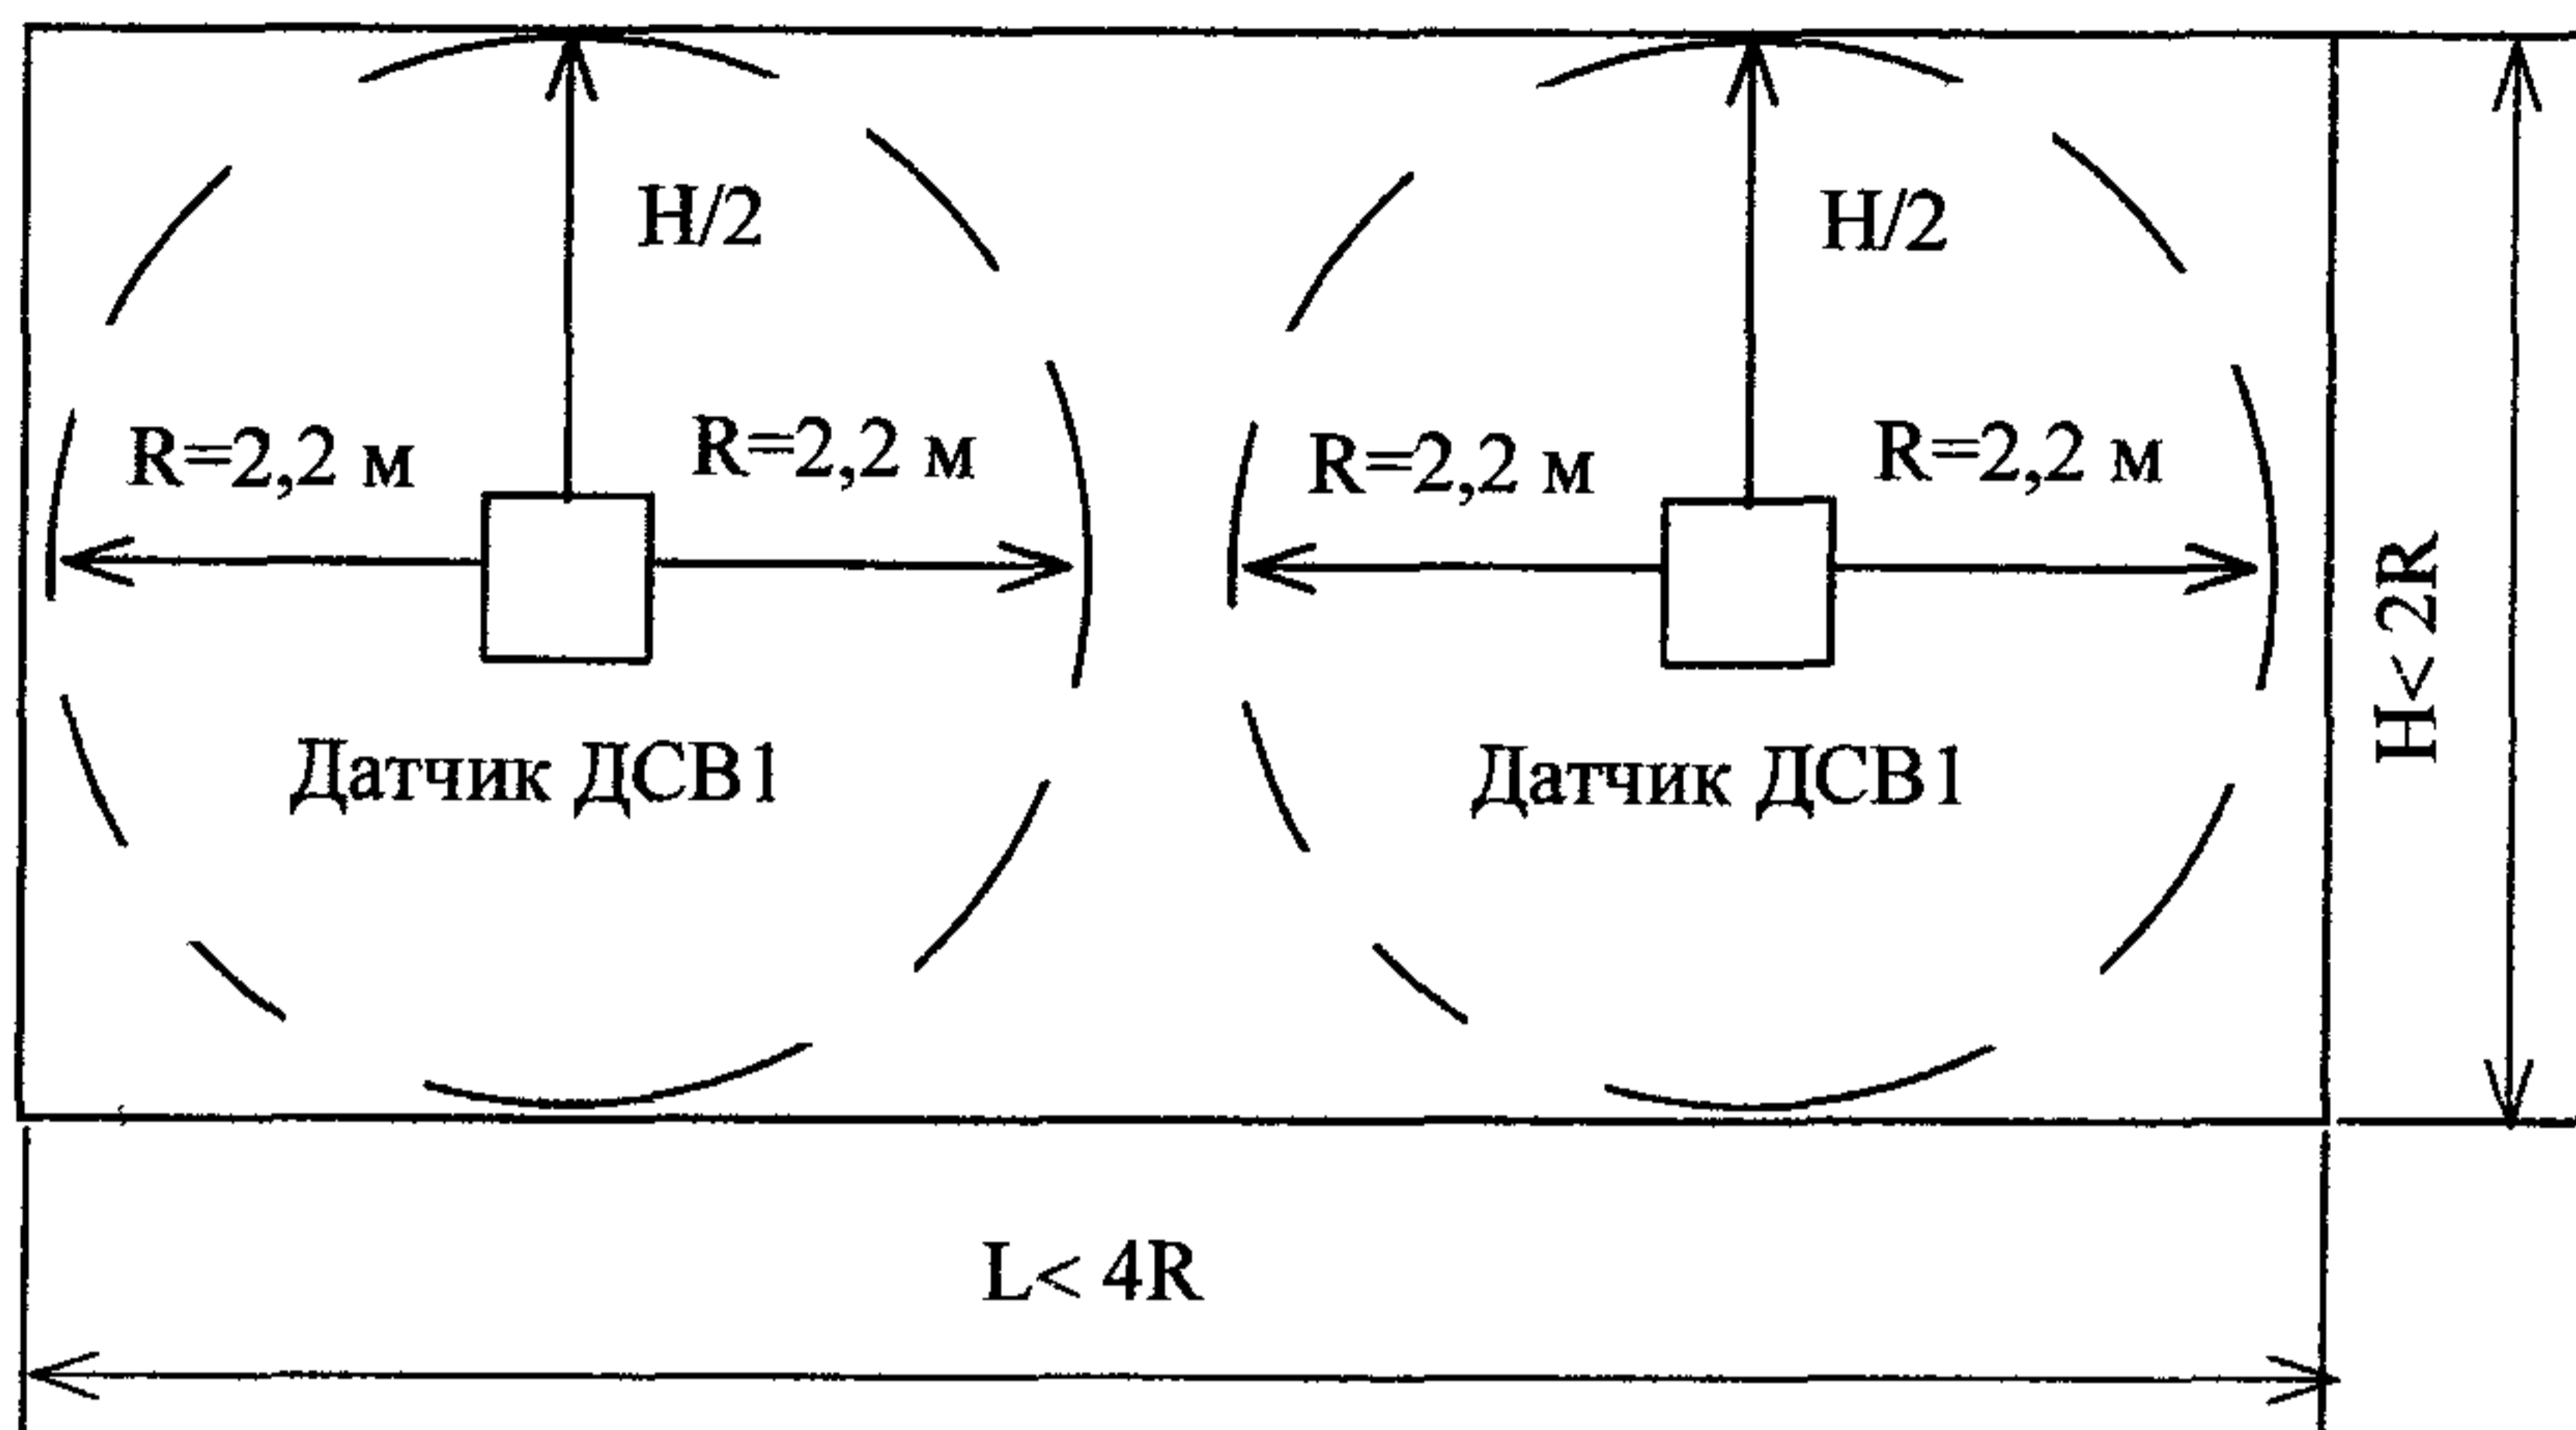 H/2
H/2
R=2,2 м
R=2,2 м
R=2,2 м
R=2,2 м
Датчик ДСВ1
Датчик ДСВ1
H< 2R
L< 4R